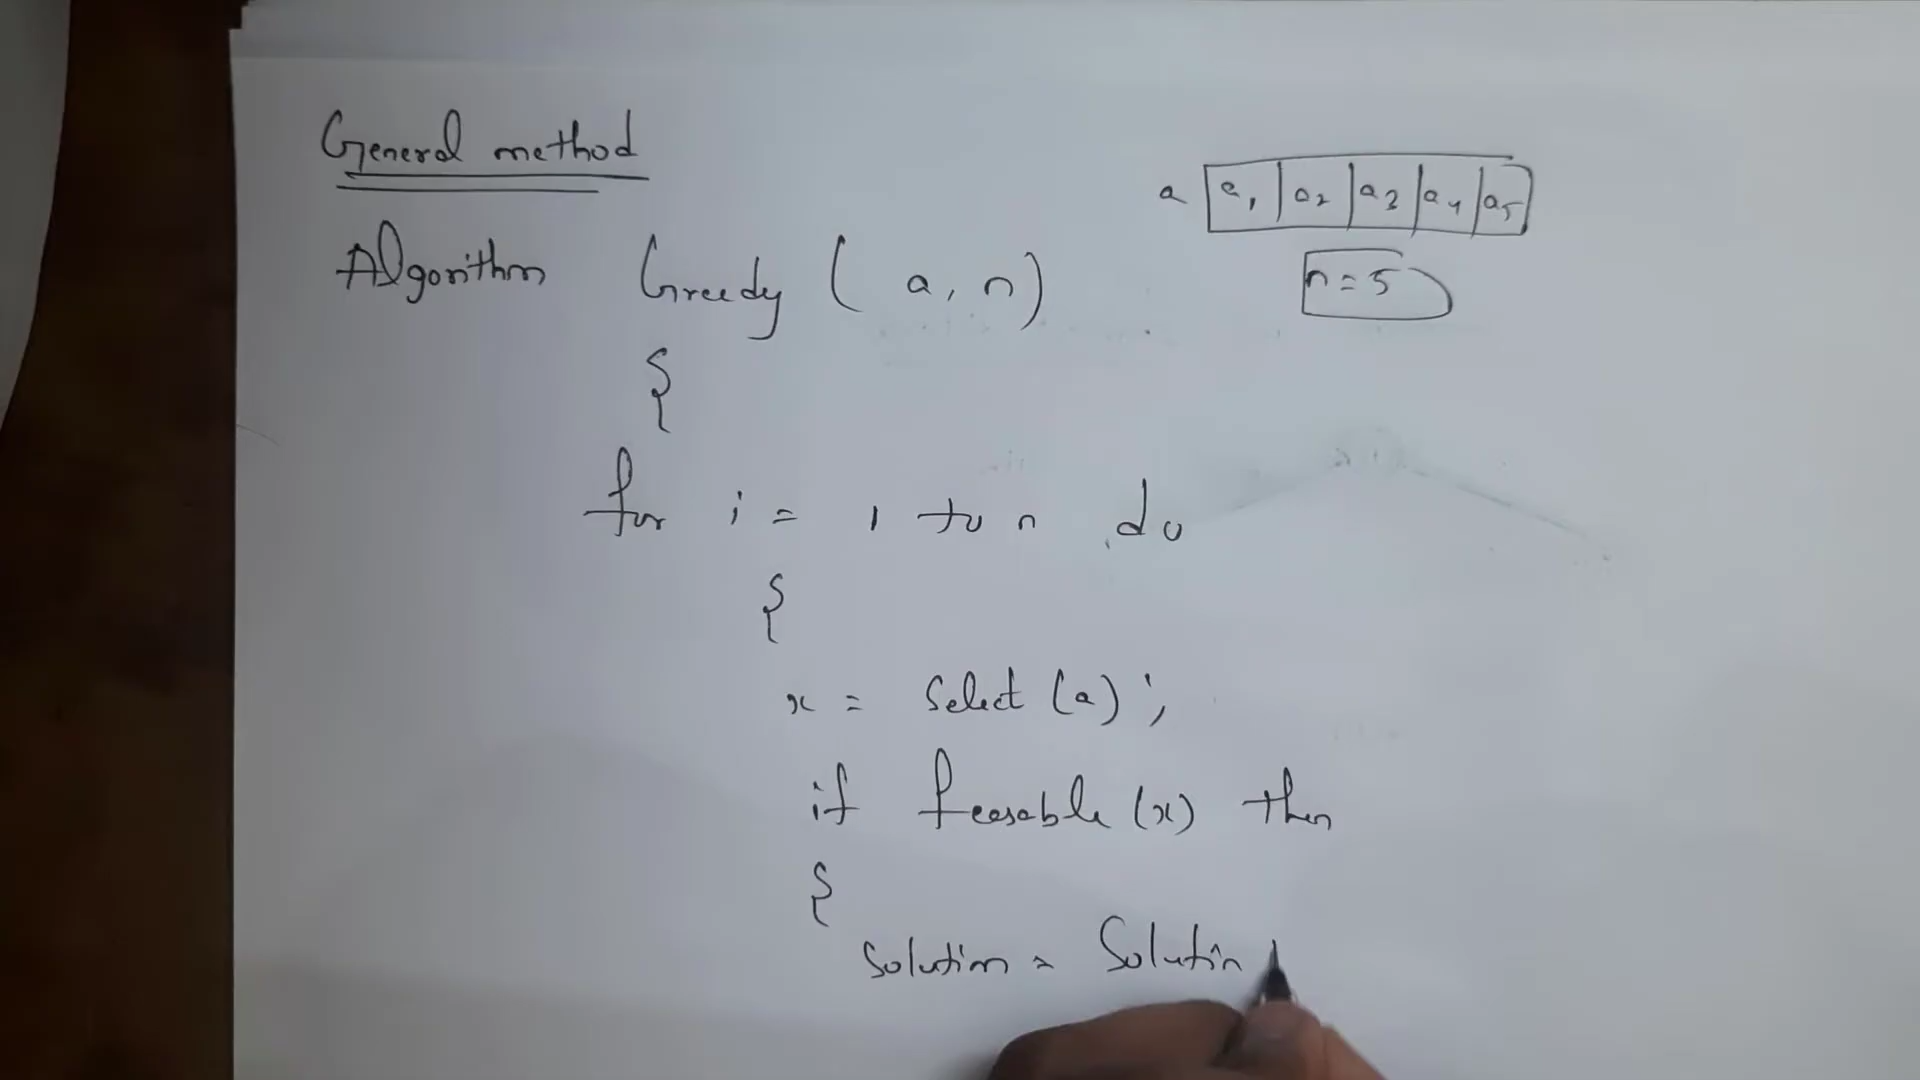 General method
a a1 a2 a3 a4 a5
Algorithm Greedy ( a, n)
n = 5
{
for i = 1 to n do
{
x = Select (a) ;
if feasable (x) then
{
Solution = Solution